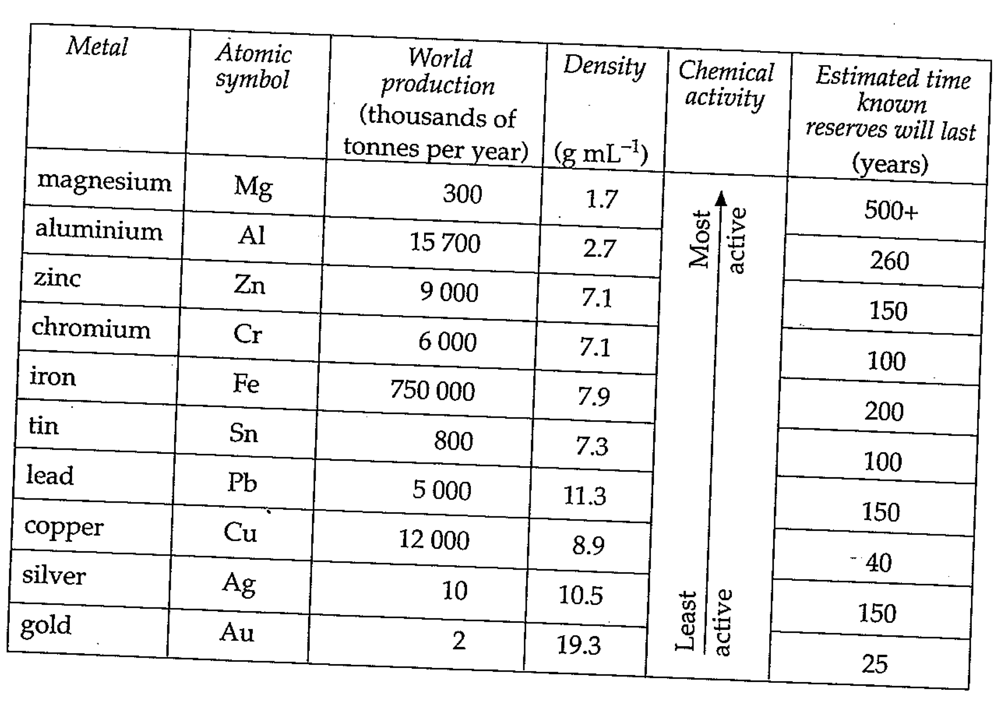 Metal Atomic symbol World production (thousands of tonnes per year) Density (g mL⁻¹) Chemical activity Estimated time known reserves will last (years)
magnesium Mg 300 1.7 500+
aluminium Al 15 700 2.7 260
zinc Zn 9 000 7.1 150
chromium Cr 6 000 7.1 100
iron Fe 750 000 7.9 200
tin Sn 800 7.3 100
lead Pb 5 000 11.3 150
copper Cu 12 000 8.9 40
silver Ag 10 10.5 150
gold Au 2 19.3 25
Most active
Least active